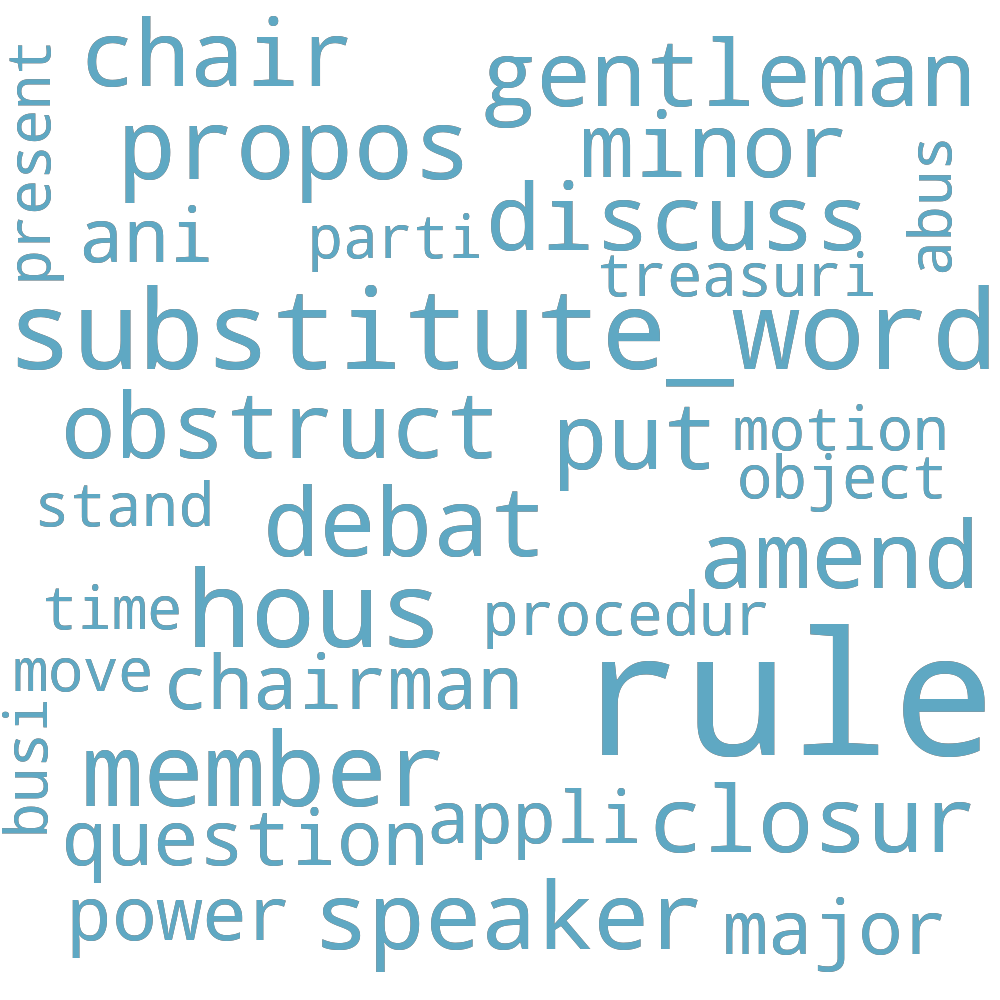 chair
gentleman
present
propos
minor
abus
ani
parti
discuss
treasuri
substitute_word
obstruct
put
motion
object
stand
debat
amend
time
hous
procedur
rule
move
chairman
busi
member
question
appli
closur
power
speaker
major